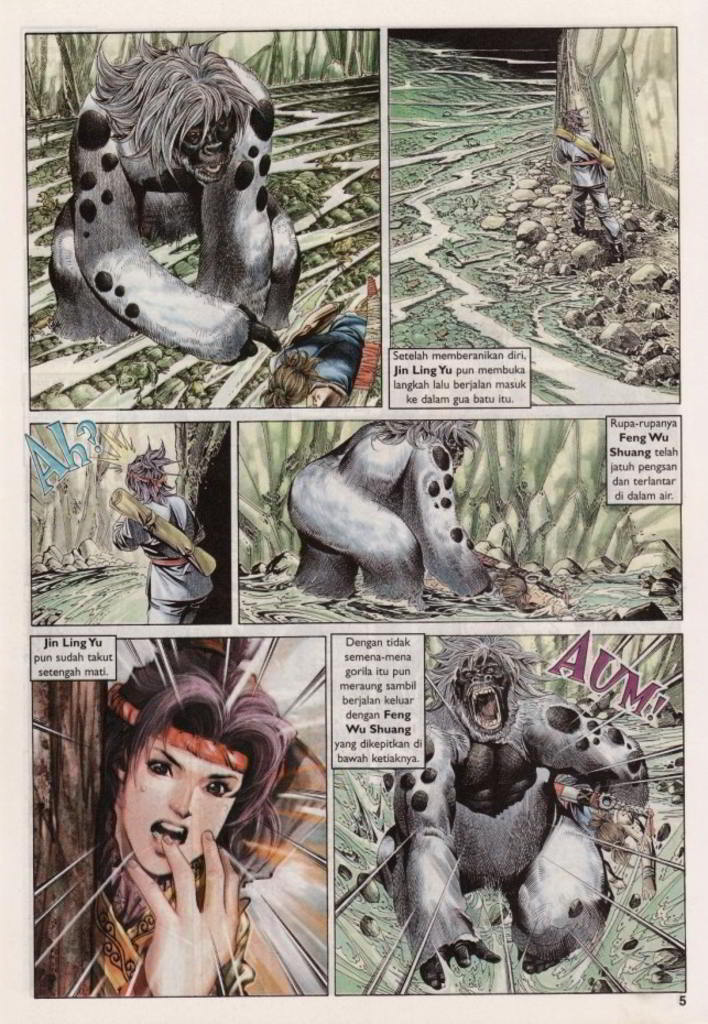 Setelah memberanikan diri,
Jin Ling Yu pun membuka
langkah lalu berjalan masuk
ke dalam gua batu itu.
Ah?
Rupa-rupanya
Feng Wu
Shuang telah
jatuh pengsan
dan terlantar
di dalam air.
Jin Ling Yu
pun sudah takut
setengah mati.
Dengan tidak
semena-mena
gorila itu pun
meraung sambil
berjalan keluar
dengan Feng
Wu Shuang
yang dikepitkan di
bawah ketiaknya.
AUM!
5